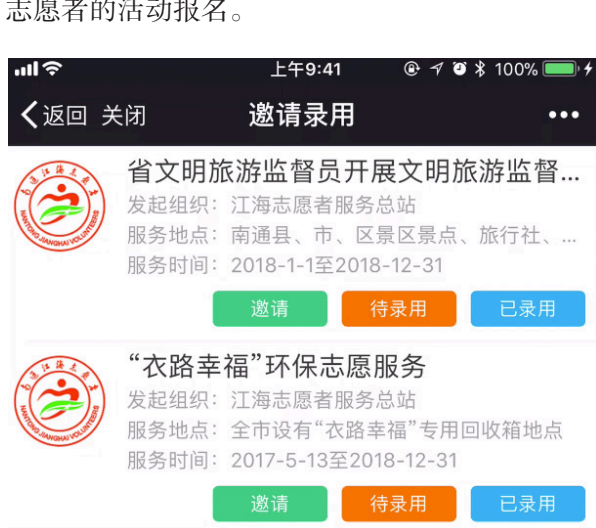 志愿者的活动报名。
上午9:41
100%
返回 关闭 邀请录用
省文明旅游监督员开展文明旅游监督...
发起组织：江海志愿者服务总站
服务地点：南通县、市、区景区景点、旅行社、...
服务时间：2018-1-1至2018-12-31
邀请 待录用 已录用
“衣路幸福”环保志愿服务
发起组织：江海志愿者服务总站
服务地点：全市设有“衣路幸福”专用回收箱地点
服务时间：2017-5-13至2018-12-31
邀请 待录用 已录用